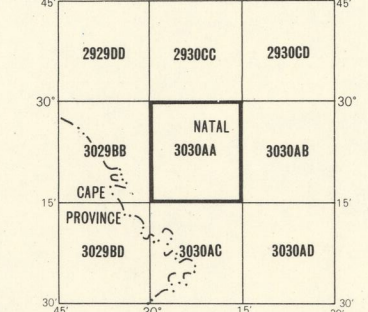 45'
45'
2929DD 2930CC 2930CD
30° 30°
NATAL
3029BB 3030AA 3030AB
CAPE
15' 15'
PROVINCE
3029BD 3030AC 3030AD
30' 30'
45' 30° 15'